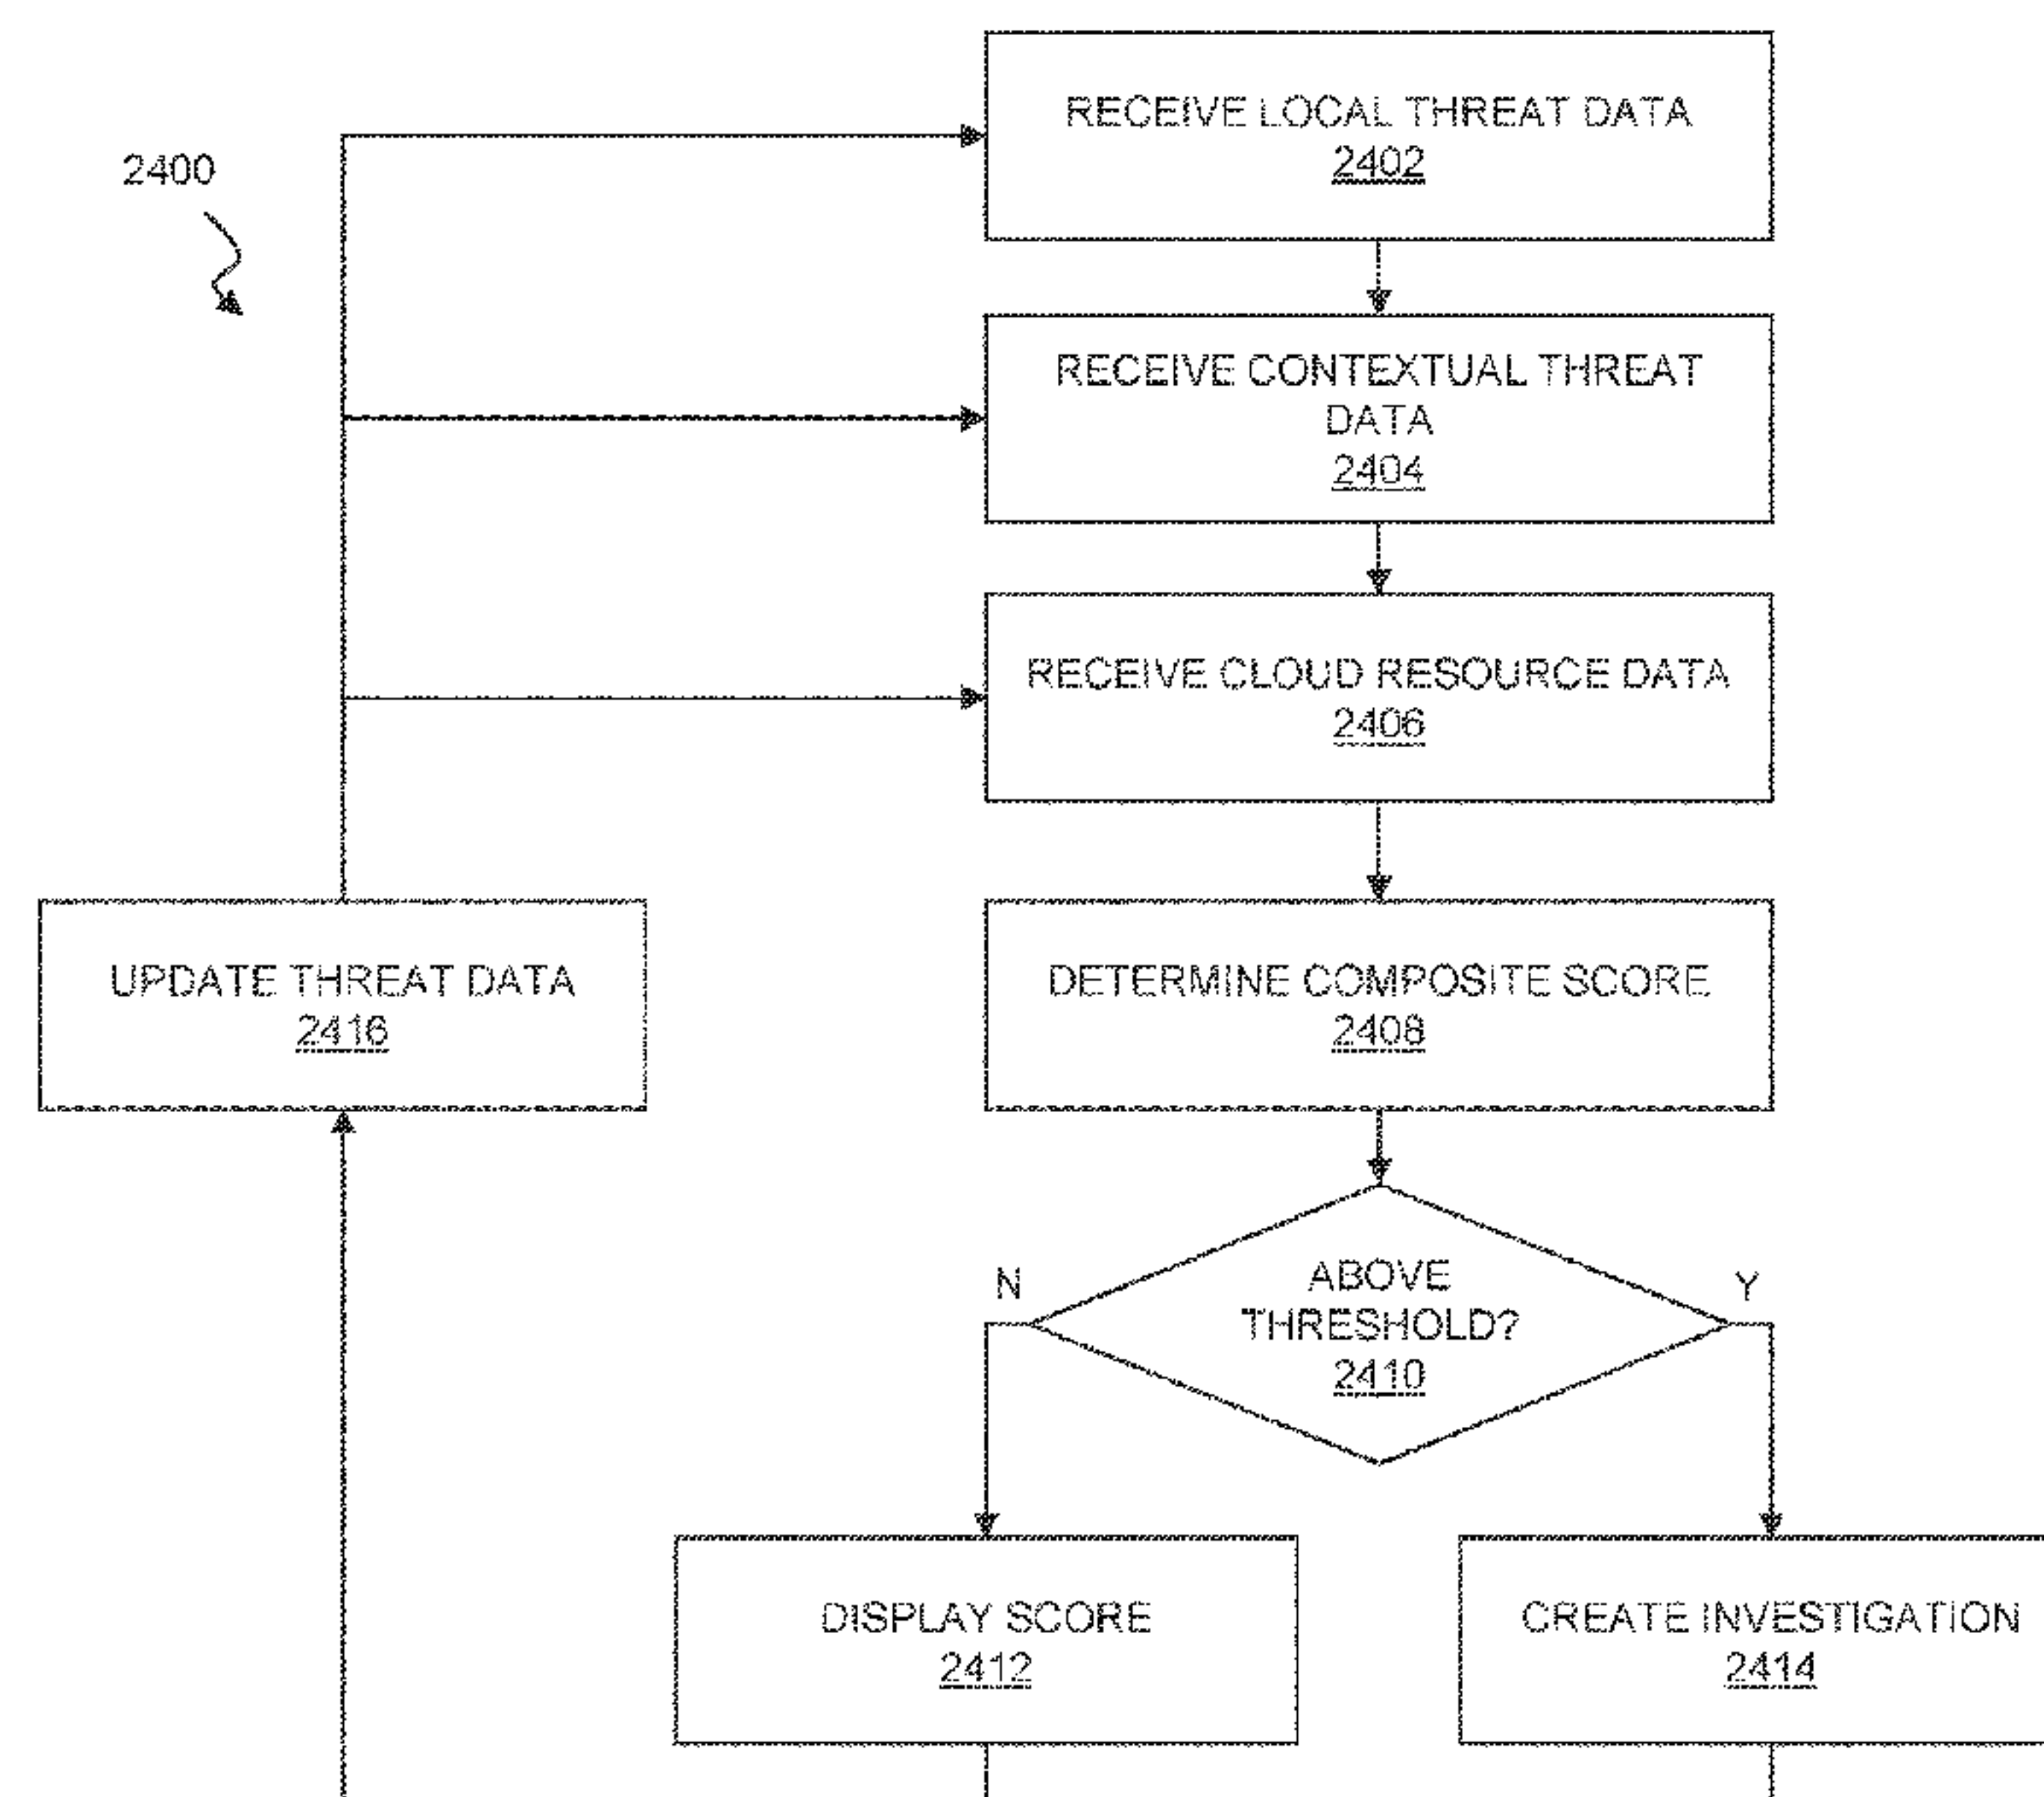 2400
RECEIVE LOCAL THREAT DATA
2402
RECEIVE CONTEXTUAL THREAT
DATA
2404
RECEIVE CLOUD RESOURCE DATA
2406
UPDATE THREAT DATA
2416
DETERMINE COMPOSITE SCORE
2408
N
ABOVE
THRESHOLD?
2410
Y
DISPLAY SCORE
2412
CREATE INVESTIGATION
2414